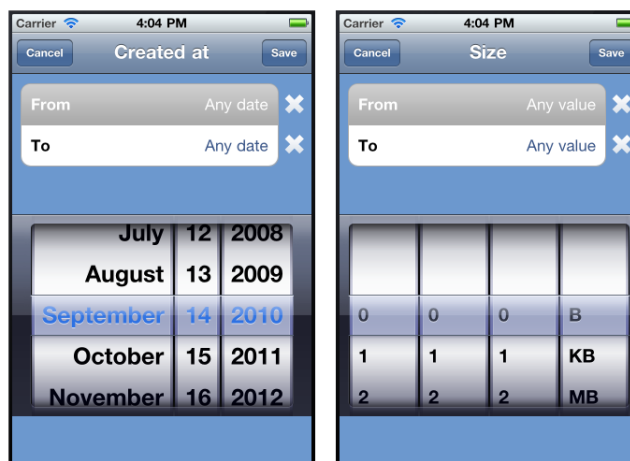 Carrier 4:04 PM
Cancel Created at Save
From Any date
To Any date
July 12 2008
August 13 2009
September 14 2010
October 15 2011
November 16 2012
Carrier 4:04 PM
Cancel Size Save
From Any value
To Any value
0 0 0 B
1 1 1 KB
2 2 2 MB